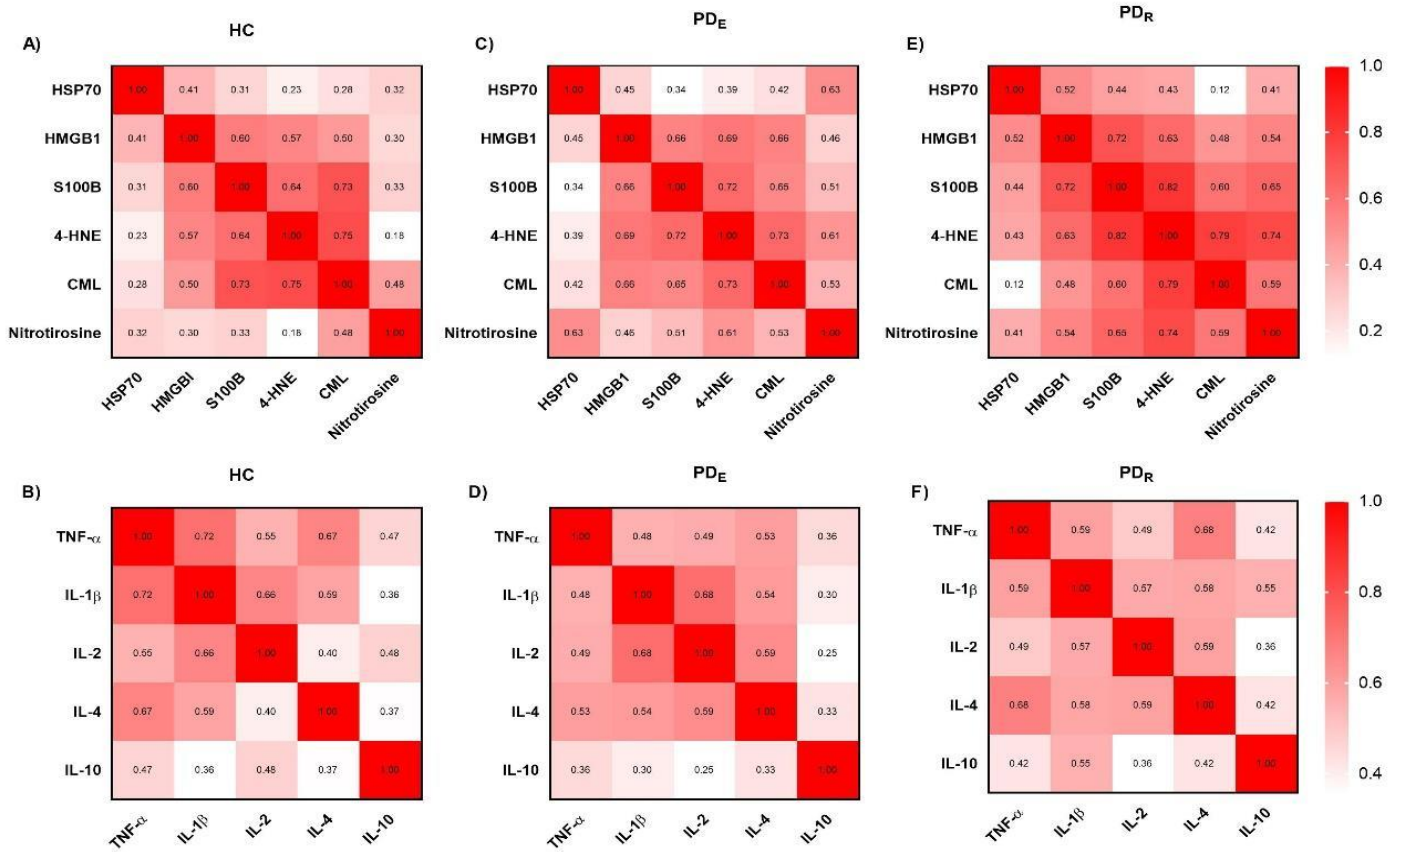 A)
HC
HSP70 1.00 0.41 0.31 0.23 0.28 0.32
HMGB1 0.41 1.00 0.60 0.57 0.50 0.30
S100B 0.31 0.60 1.00 0.64 0.73 0.33
4-HNE 0.23 0.57 0.64 1.00 0.75 0.18
CML 0.28 0.50 0.73 0.75 1.00 0.48
Nitrotirosine 0.32 0.30 0.33 0.18 0.48 1.00
HSP70 HMGBI S100B 4-HNE CML Nitrotirosine
C)
PDE
HSP70 1.00 0.45 0.34 0.39 0.42 0.63
HMGB1 0.45 1.00 0.66 0.69 0.66 0.46
S100B 0.34 0.66 1.00 0.72 0.65 0.51
4-HNE 0.39 0.69 0.72 1.00 0.73 0.61
CML 0.42 0.66 0.65 0.73 1.00 0.53
Nitrotirosine 0.63 0.46 0.51 0.61 0.53 1.00
HSP70 HMGB1 S100B 4-HNE CML Nitrotirosine
E)
PDR
HSP70 1.00 0.52 0.44 0.43 0.12 0.41
HMGB1 0.52 1.00 0.72 0.63 0.48 0.54
S100B 0.44 0.72 1.00 0.82 0.60 0.65
4-HNE 0.43 0.63 0.82 1.00 0.79 0.74
CML 0.12 0.48 0.60 0.79 1.00 0.59
Nitrotirosine 0.41 0.54 0.65 0.74 0.59 1.00
HSP70 HMGB1 S100B 4-HNE CML Nitrotirosine
1.0
0.8
0.6
0.4
0.2
B)
HC
TNF-α 1.00 0.72 0.55 0.67 0.47
IL-1β 0.72 1.00 0.66 0.59 0.36
IL-2 0.55 0.66 1.00 0.40 0.48
IL-4 0.67 0.59 0.40 1.00 0.37
IL-10 0.47 0.36 0.48 0.37 1.00
TNF-α IL-1β IL-2 IL-4 IL-10
D)
PDE
TNF-α 1.00 0.48 0.49 0.53 0.36
IL-1β 0.48 1.00 0.68 0.54 0.30
IL-2 0.49 0.68 1.00 0.59 0.25
IL-4 0.53 0.54 0.59 1.00 0.33
IL-10 0.36 0.30 0.25 0.33 1.00
TNF-α IL-1β IL-2 IL-4 IL-10
F)
PDR
TNF-α 1.00 0.59 0.49 0.68 0.42
IL-1β 0.59 1.00 0.57 0.58 0.55
IL-2 0.49 0.57 1.00 0.59 0.36
IL-4 0.68 0.58 0.59 1.00 0.42
IL-10 0.42 0.55 0.36 0.42 1.00
TNF-α IL-1β IL-2 IL-4 IL-10
1.0
0.8
0.6
0.4